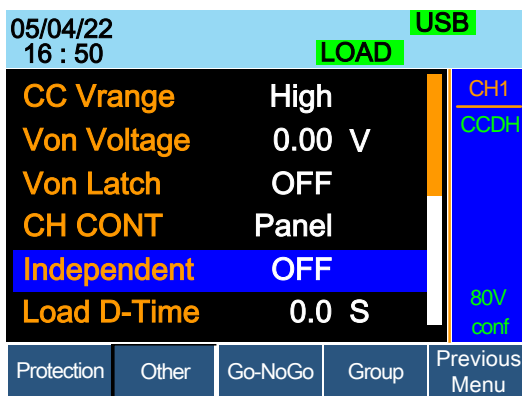 05/04/22 USB
16 : 50 LOAD
CC Vrange High
Von Voltage 0.00 V
Von Latch OFF
CH CONT Panel
Independent OFF
Load D-Time 0.0 S
CH1
CCDH
80V
conf
Protection Other Go-NoGo Group Previous Menu